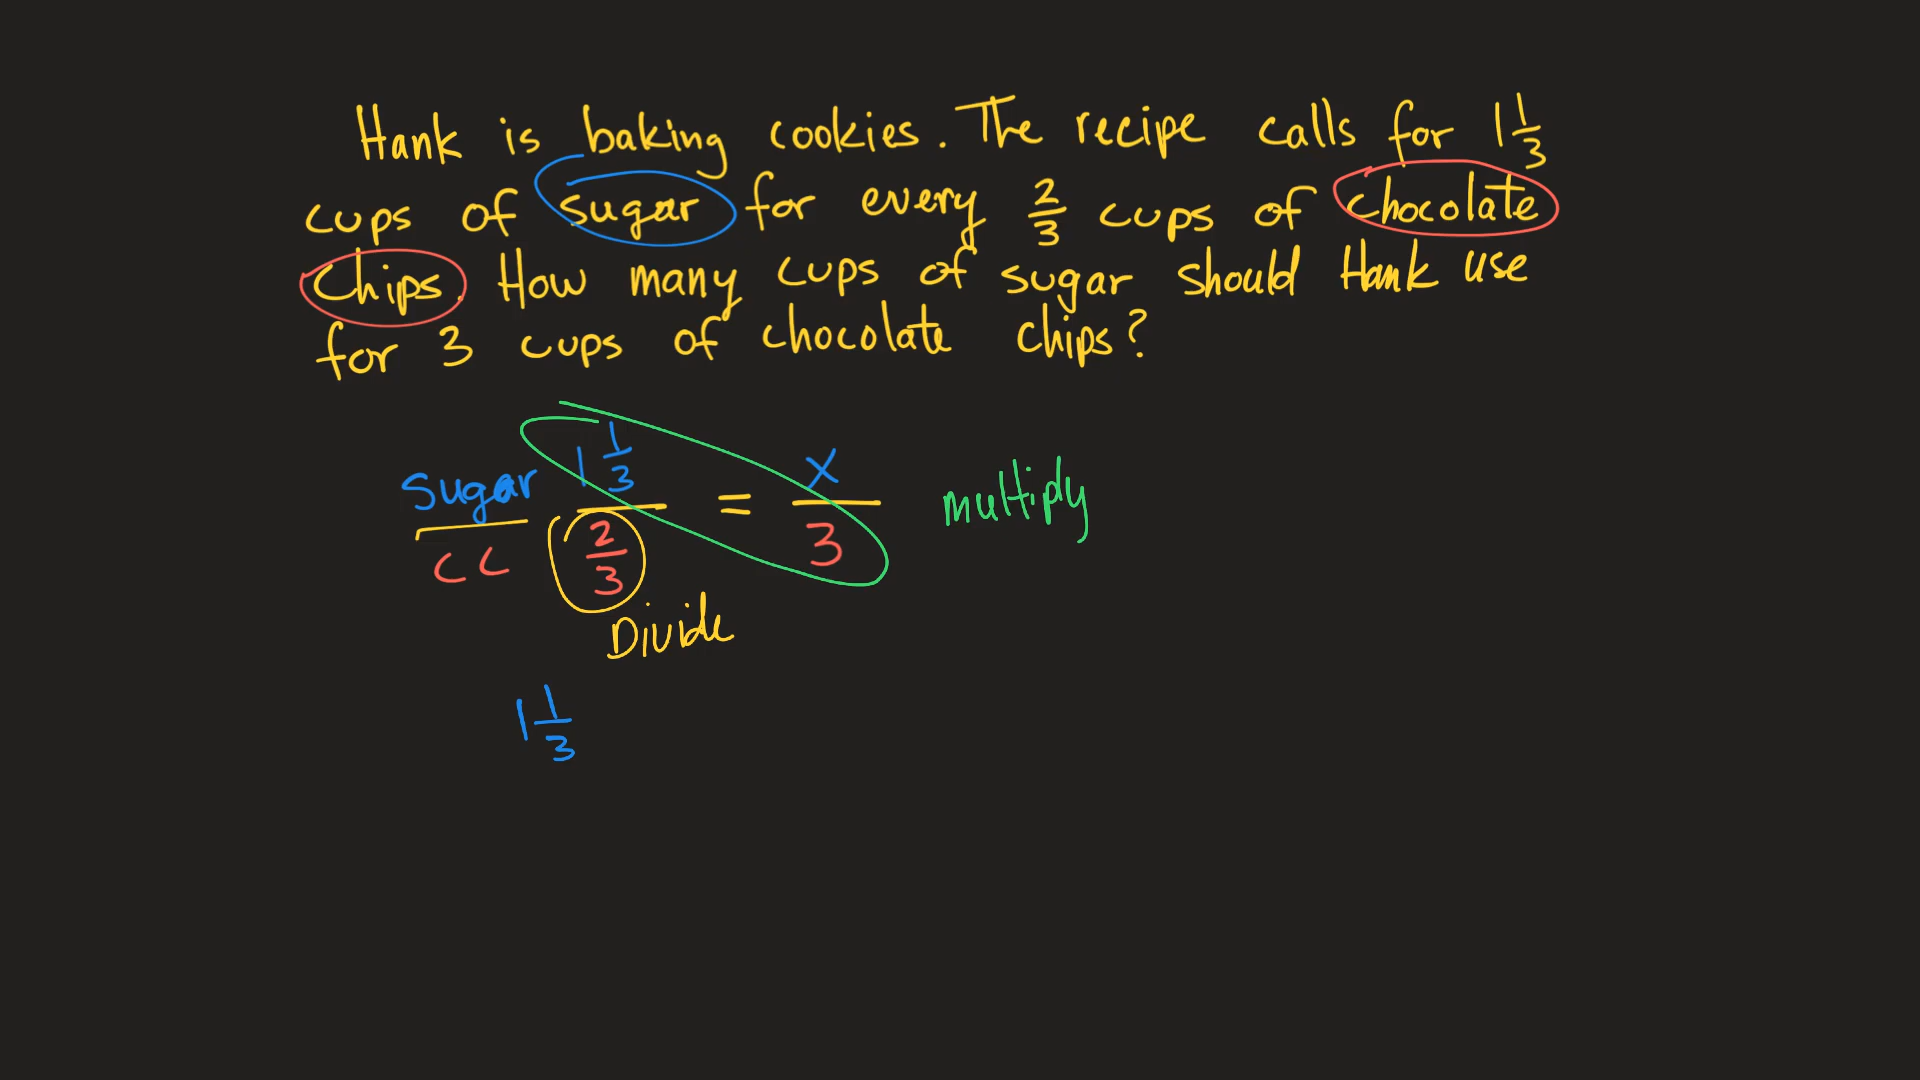 Hank is baking cookies. The recipe calls for 1 1/3
cups of sugar for every 2/3 cups of chocolate
Chips. How many cups of sugar should Hank use
for 3 cups of chocolate chips?
sugar / CC 1 1/3 / 2/3 = x / 3 multiply
Divide
1 1/3